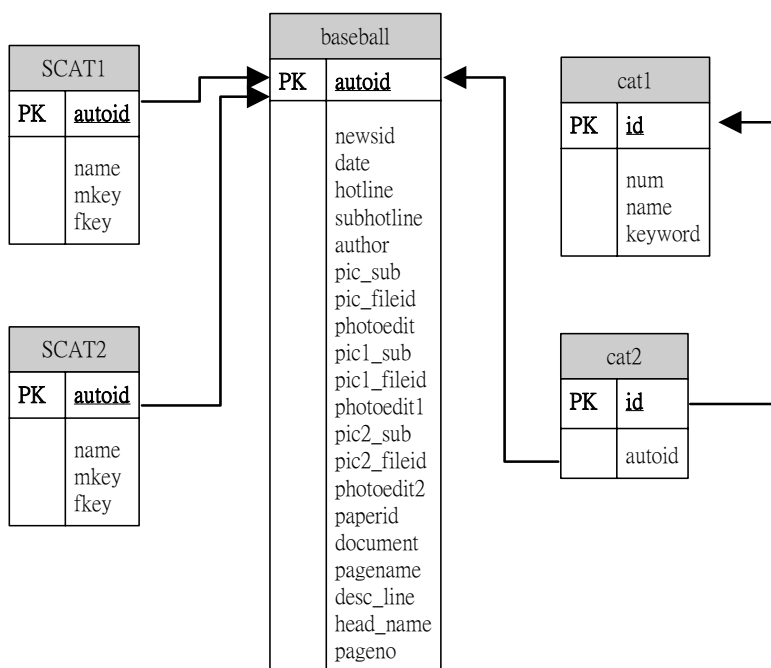 SCAT1
PK autoid
name
mkey
fkey
SCAT2
PK autoid
name
mkey
fkey
baseball
PK autoid
newsid
date
hotline
subhotline
author
pic_sub
pic_fileid
photoedit
pic1_sub
pic1_fileid
photoedit1
pic2_sub
pic2_fileid
photoedit2
paperid
document
pagename
desc_line
head_name
pageno
cat1
PK id
num
name
keyword
cat2
PK id
autoid